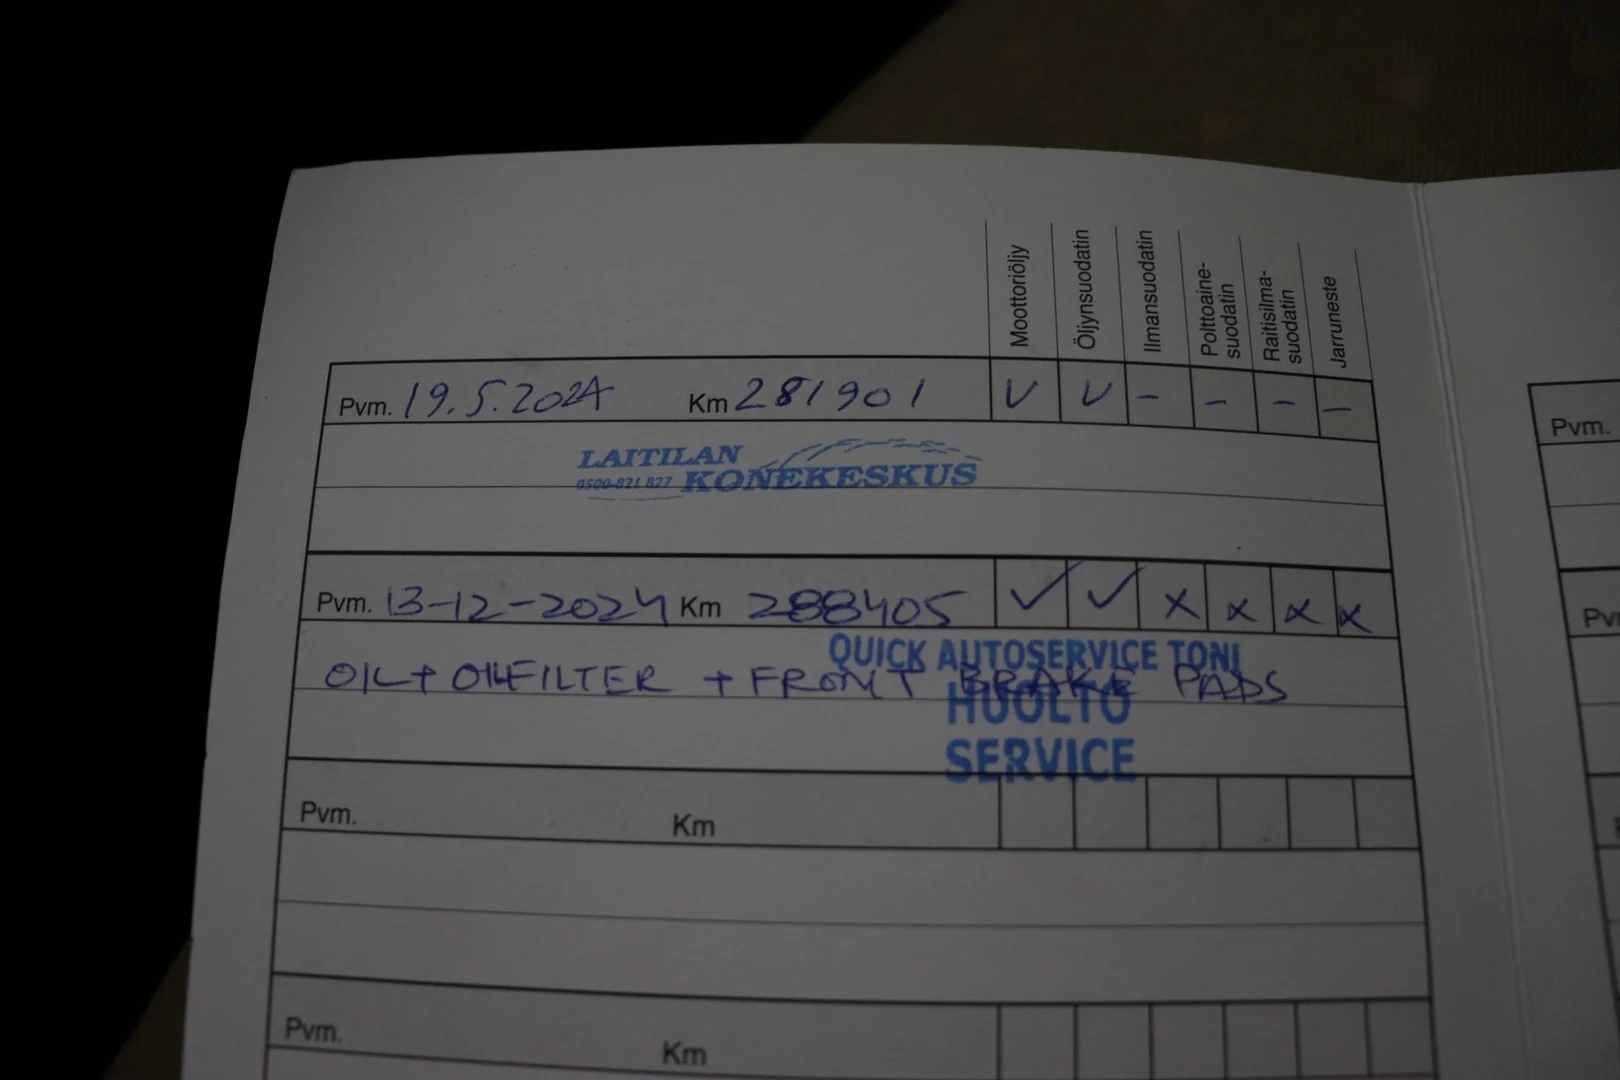 Moottoriöljy
Öljynsuodatin
Ilmansuodatin
Polttoaine-
suodatin
Raitisilma-
suodatin
Jarruneste
Pvm. 19.5.2024 Km 281901 V V - - - -
LAITILAN
0500-821 827 KONEKESKUS
Pvm. 13-12-2024 Km 288405 ✓ ✓ x x x x
QUICK AUTOSERVICE TONI
OIL + OILFILTER + FRONT BRAKE PADS
HUOLTO
SERVICE
Pvm. Km
Pvm. Km
Pvm.